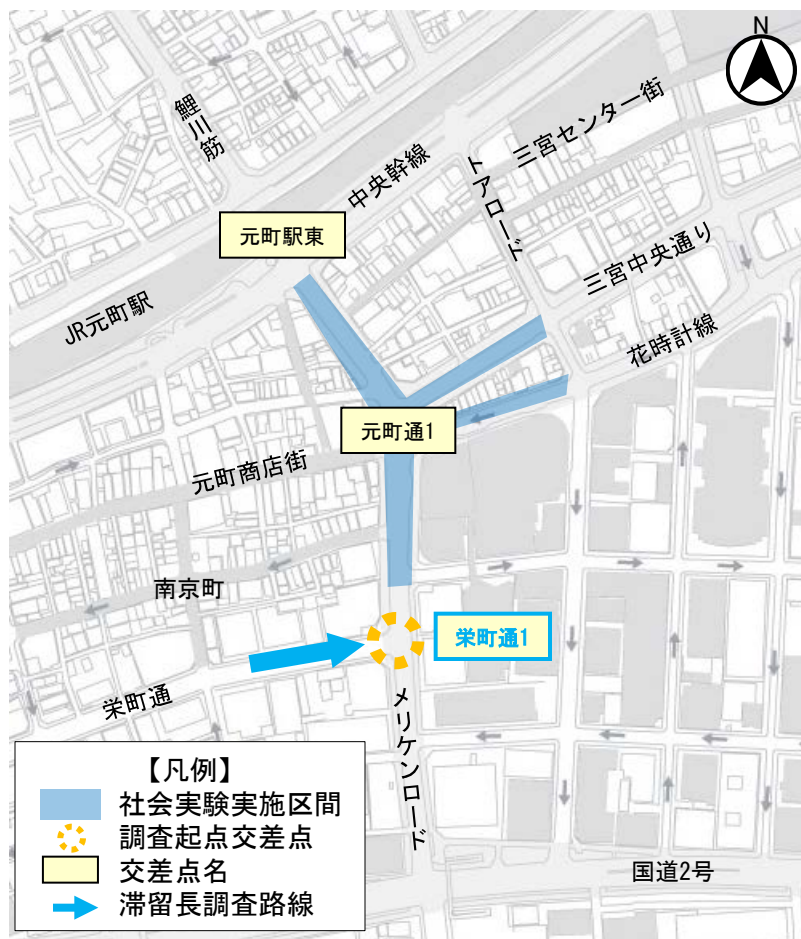 N
鯉川筋
中央幹線
トアロード
三宮センター街
元町駅東
三宮中央通り
JR元町駅
花時計線
元町通1
元町商店街
南京町
栄町通1
栄町通
メリケンロード
【凡例】
社会実験実施区間
調査起点交差点
交差点名
滞留長調査路線
国道2号